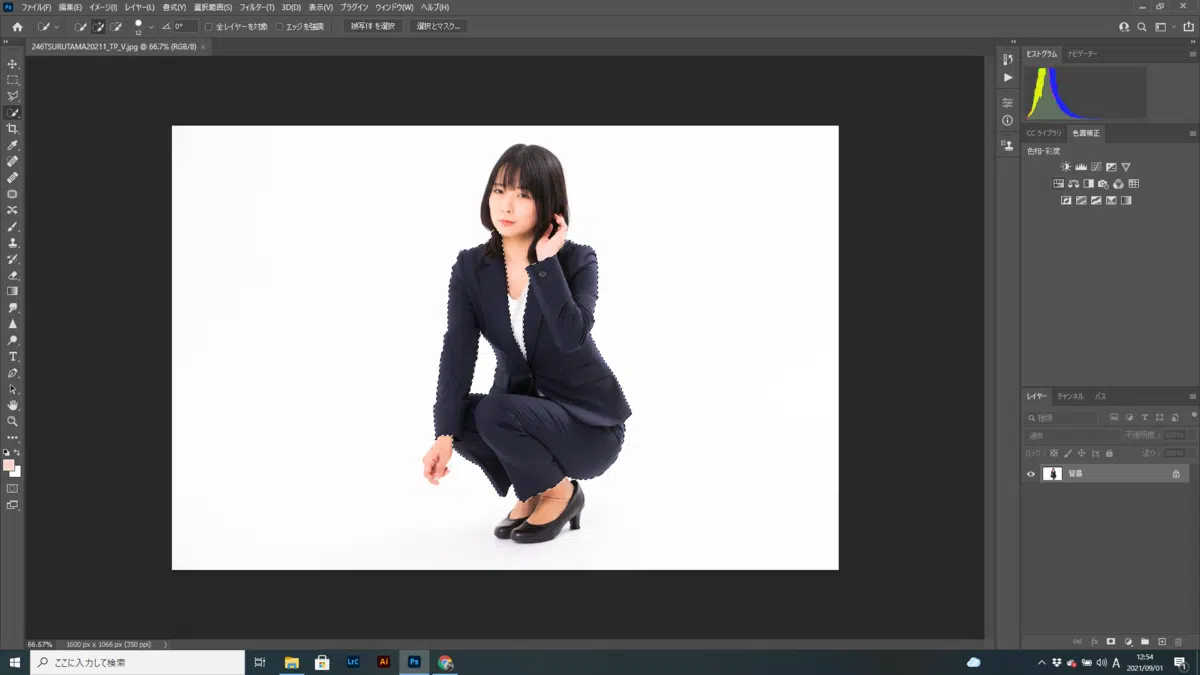 Ps ファイル(F) 編集(E) イメージ(I) レイヤー(L) 書式(Y) 選択範囲(S) フィルター(T) 3D(D) 表示(V) プラグイン ウィンドウ(W) ヘルプ(H)
12 0° 全レイヤーを対象 エッジを強調 被写体を選択 選択とマスク...
Z46TSURUTAMA20211_TP_V.jpg @ 66.7% (RGB/8) ×
ヒストグラム ナビゲーター
CC ライブラリ 色調補正
色相・彩度
レイヤー チャンネル パス
種類
通常 不透明度: 100%
ロック: 塗り: 100%
背景
fx
66.67% 1600 px x 1066 px (350 ppi)
ここに入力して検索 LrC Ai Ps A 12:54
2021/09/01 1